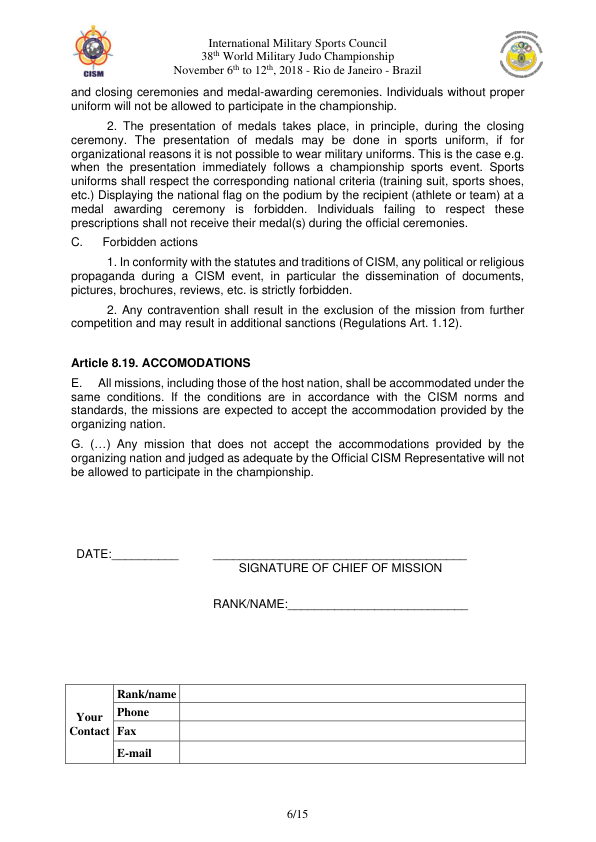 International Military Sports Council
38th World Military Judo Championship
November 6th to 12th, 2018 - Rio de Janeiro - Brazil
CISM
and closing ceremonies and medal-awarding ceremonies. Individuals without proper
uniform will not be allowed to participate in the championship.
2. The presentation of medals takes place, in principle, during the closing
ceremony. The presentation of medals may be done in sports uniform, if for
organizational reasons it is not possible to wear military uniforms. This is the case e.g.
when the presentation immediately follows a championship sports event. Sports
uniforms shall respect the corresponding national criteria (training suit, sports shoes,
etc.) Displaying the national flag on the podium by the recipient (athlete or team) at a
medal awarding ceremony is forbidden. Individuals failing to respect these
prescriptions shall not receive their medal(s) during the official ceremonies.
C. Forbidden actions
1. In conformity with the statutes and traditions of CISM, any political or religious
propaganda during a CISM event, in particular the dissemination of documents,
pictures, brochures, reviews, etc. is strictly forbidden.
2. Any contravention shall result in the exclusion of the mission from further
competition and may result in additional sanctions (Regulations Art. 1.12).
Article 8.19. ACCOMODATIONS
E. All missions, including those of the host nation, shall be accommodated under the
same conditions. If the conditions are in accordance with the CISM norms and
standards, the missions are expected to accept the accommodation provided by the
organizing nation.
G. (…) Any mission that does not accept the accommodations provided by the
organizing nation and judged as adequate by the Official CISM Representative will not
be allowed to participate in the championship.
DATE:__________ ______________________________________
SIGNATURE OF CHIEF OF MISSION
RANK/NAME:___________________________
Your Contact
Rank/name
Phone
Fax
E-mail
6/15